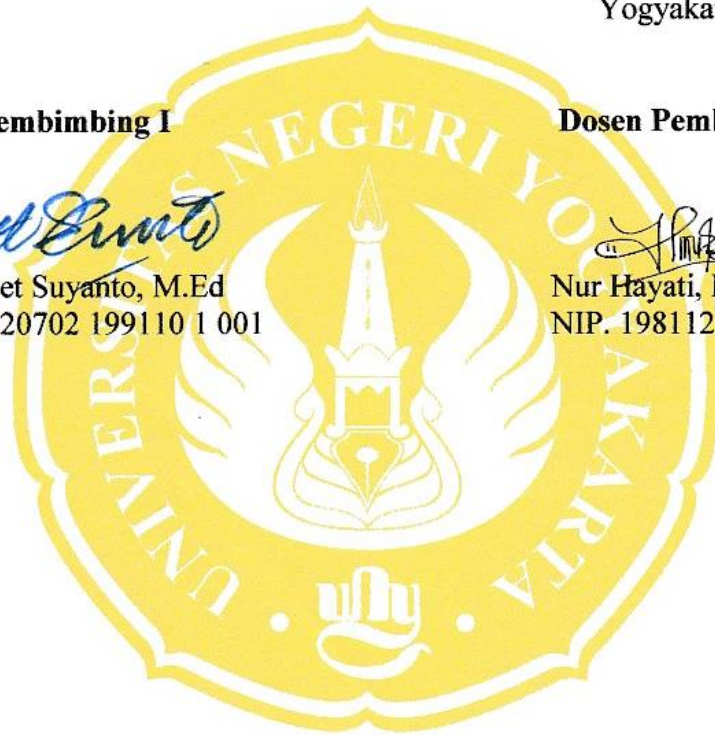 Yogyaka
embimbing I
Dosen Pemb
et Suyanto, M.Ed
20702 199110 1 001
Nur Hayati,
NIP. 198112
UNIVERSITAS NEGERI YOGYAKARTA
uny